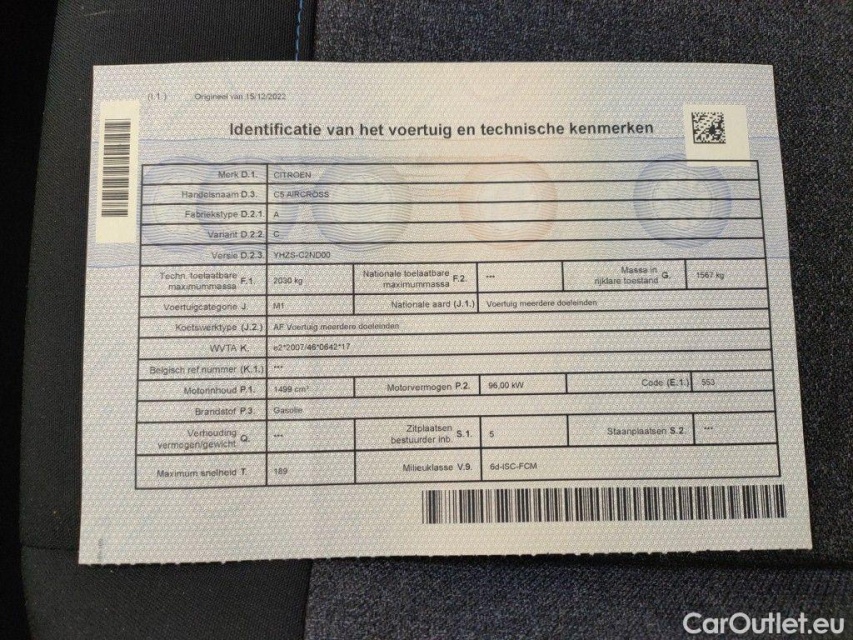 (I.1.) Origineel van 15/12/2022
Identificatie van het voertuig en technische kenmerken
Merk D.1. CITROEN
Handelsnaam D.3. C5 AIRCROSS
Fabriekstype D.2.1. A
Variant D.2.2. C
Versie D.2.3. YHZS-C2ND00
Techn. toelaatbare maximummassa F.1. 2030 kg Nationale toelaatbare maximummassa F.2. --- Massa in rijklare toestand G. 1567 kg
Voertuigcategorie J. M1 Nationale aard (J.1.) Voertuig meerdere doeleinden
Koetswerktype (J.2.) AF Voertuig meerdere doeleinden
WVTA K. e2*2007/46*0642*17
Belgisch ref nummer (K.1.) ---
Motorinhoud P.1. 1499 cm³ Motorvermogen P.2. 96,00 kW Code (E.1.) 553
Brandstof P.3. Gasolie
Verhouding vermogen/gewicht Q. --- Zitplaatsen bestuurder inb. S.1. 5 Staanplaatsen S.2. ---
Maximum snelheid T. 189 Milieuklasse V.9. 6d-ISC-FCM
CarOutlet.eu